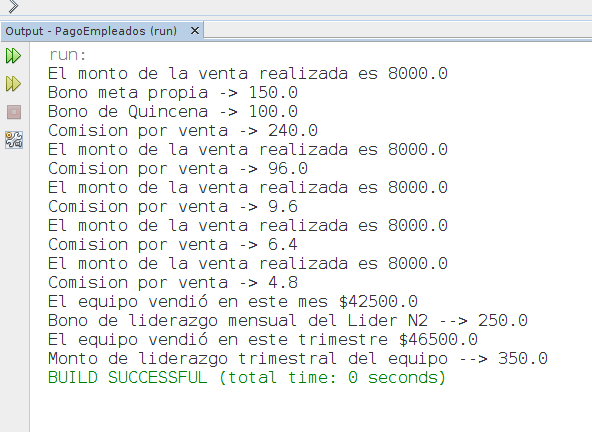 Output - PagoEmpleados (run)
run:
El monto de la venta realizada es 8000.0
Bono meta propia -> 150.0
Bono de Quincena -> 100.0
Comision por venta -> 240.0
El monto de la venta realizada es 8000.0
Comision por venta -> 96.0
El monto de la venta realizada es 8000.0
Comision por venta -> 9.6
El monto de la venta realizada es 8000.0
Comision por venta -> 6.4
El monto de la venta realizada es 8000.0
Comision por venta -> 4.8
El equipo vendió en este mes $42500.0
Bono de liderazgo mensual del Lider N2 --> 250.0
El equipo vendió en este trimestre $46500.0
Monto de liderazgo trimestral del equipo --> 350.0
BUILD SUCCESSFUL (total time: 0 seconds)